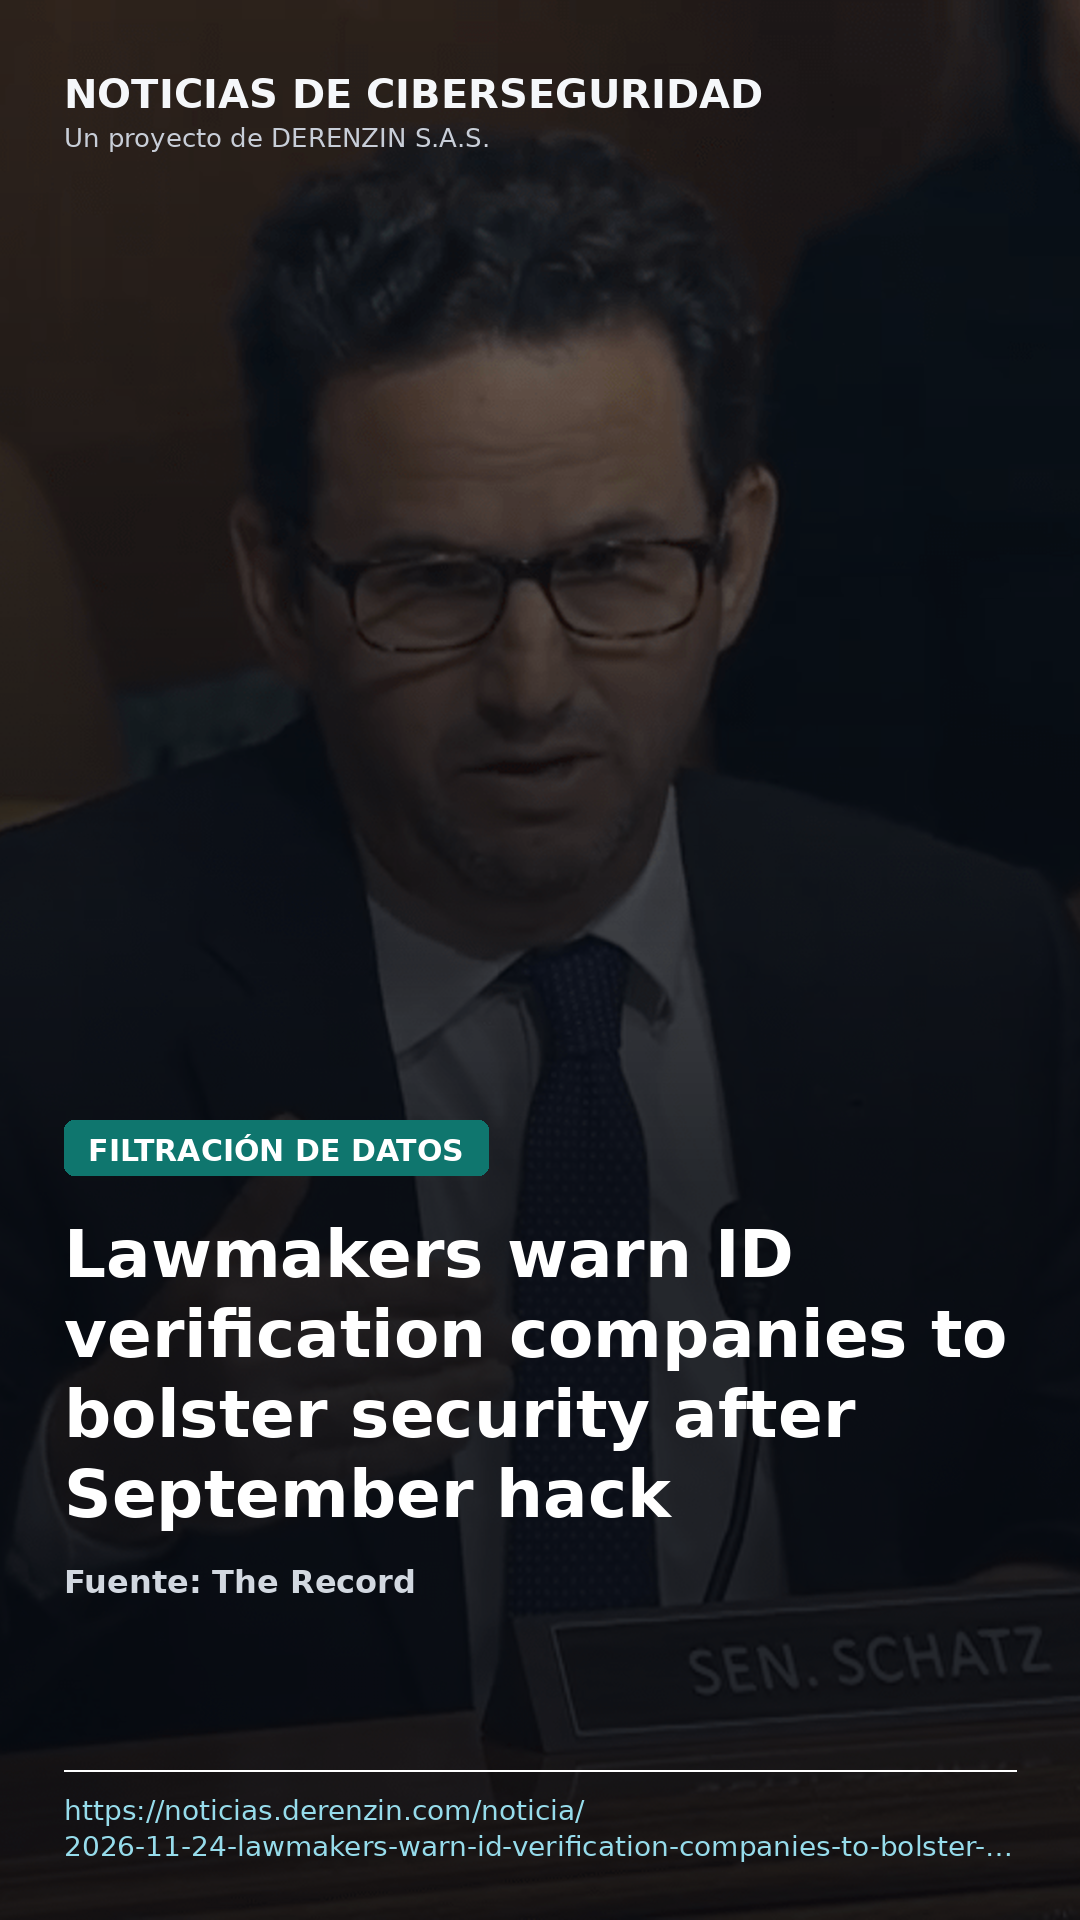 NOTICIAS DE CIBERSEGURIDAD
Un proyecto de DERENZIN S.A.S.
FILTRACIÓN DE DATOS
Lawmakers warn ID
verification companies to
bolster security after
September hack
Fuente: The Record
SEN. SCHATZ
https://noticias.derenzin.com/noticia/
2026-11-24-lawmakers-warn-id-verification-companies-to-bolster-…